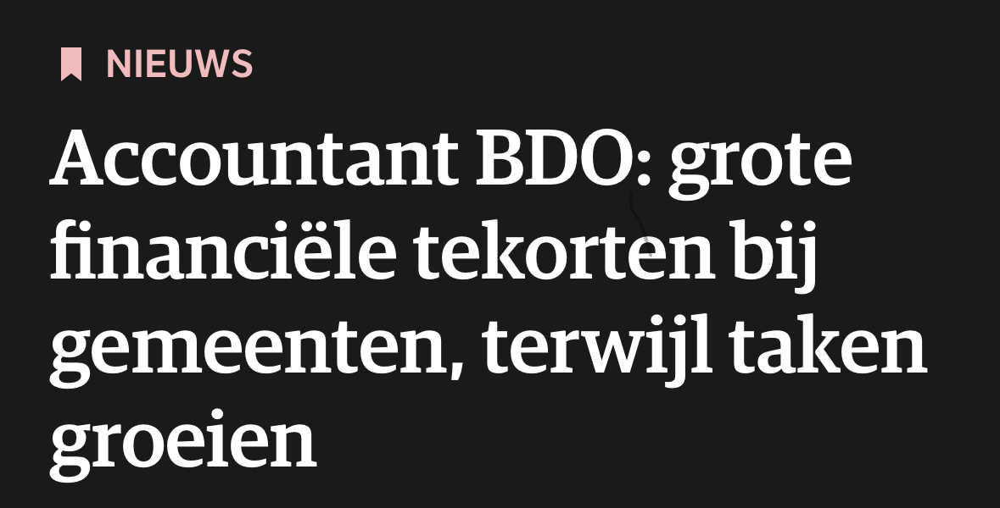 NIEUWS
Accountant BDO: grote
financiële tekorten bij
gemeenten, terwijl taken
groeien